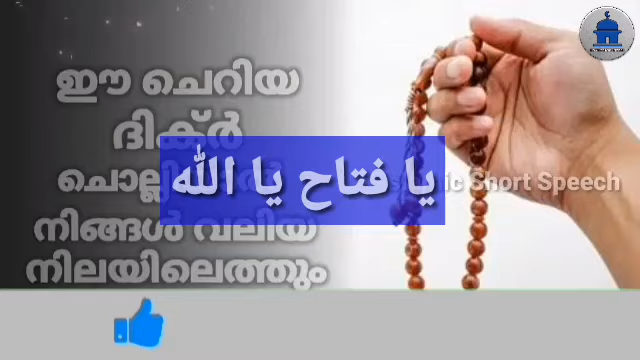 ഈ ചെറിയ
ദിക്ർ
يا فتاح يا الله
Short Speech
നിങ്ങൾ വലിയ
നിലയിലെത്തും